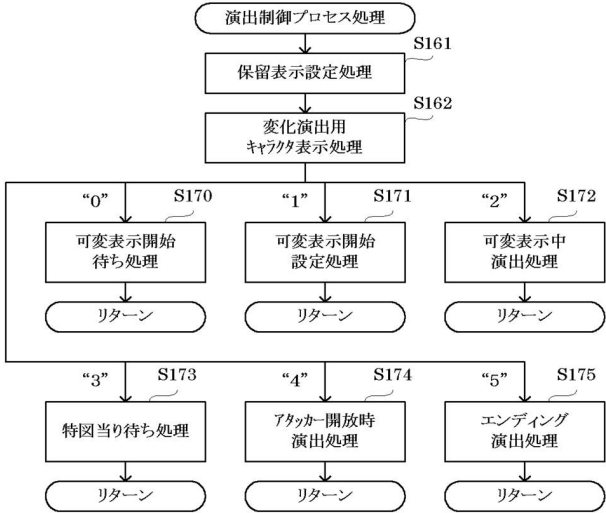 演出制御プロセス処理
S161
保留表示設定処理
S162
変化演出用
キャラクタ表示処理
“0”
S170
“1”
S171
“2”
S172
可変表示開始
待ち処理
可変表示開始
設定処理
可変表示中
演出処理
リターン
リターン
リターン
“3”
S173
“4”
S174
“5”
S175
特図当り待ち処理
アタッカー開放時
演出処理
エンディング
演出処理
リターン
リターン
リターン